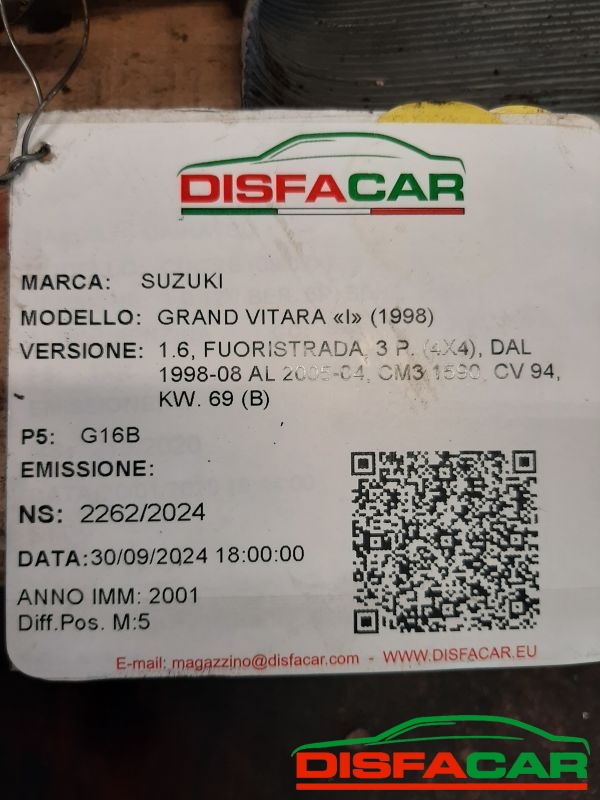 DISFACAR
MARCA: SUZUKI
MODELLO: GRAND VITARA «I» (1998)
VERSIONE: 1.6, FUORISTRADA, 3 P. (4X4), DAL
1998-08 AL 2005-04, CM3 1590, CV 94,
KW. 69 (B)
P5: G16B
EMISSIONE:
NS: 2262/2024
DATA:30/09/2024 18:00:00
ANNO IMM: 2001
Diff.Pos. M:5
E-mail: magazzino@disfacar.com - WWW.DISFACAR.EU
DISFACAR